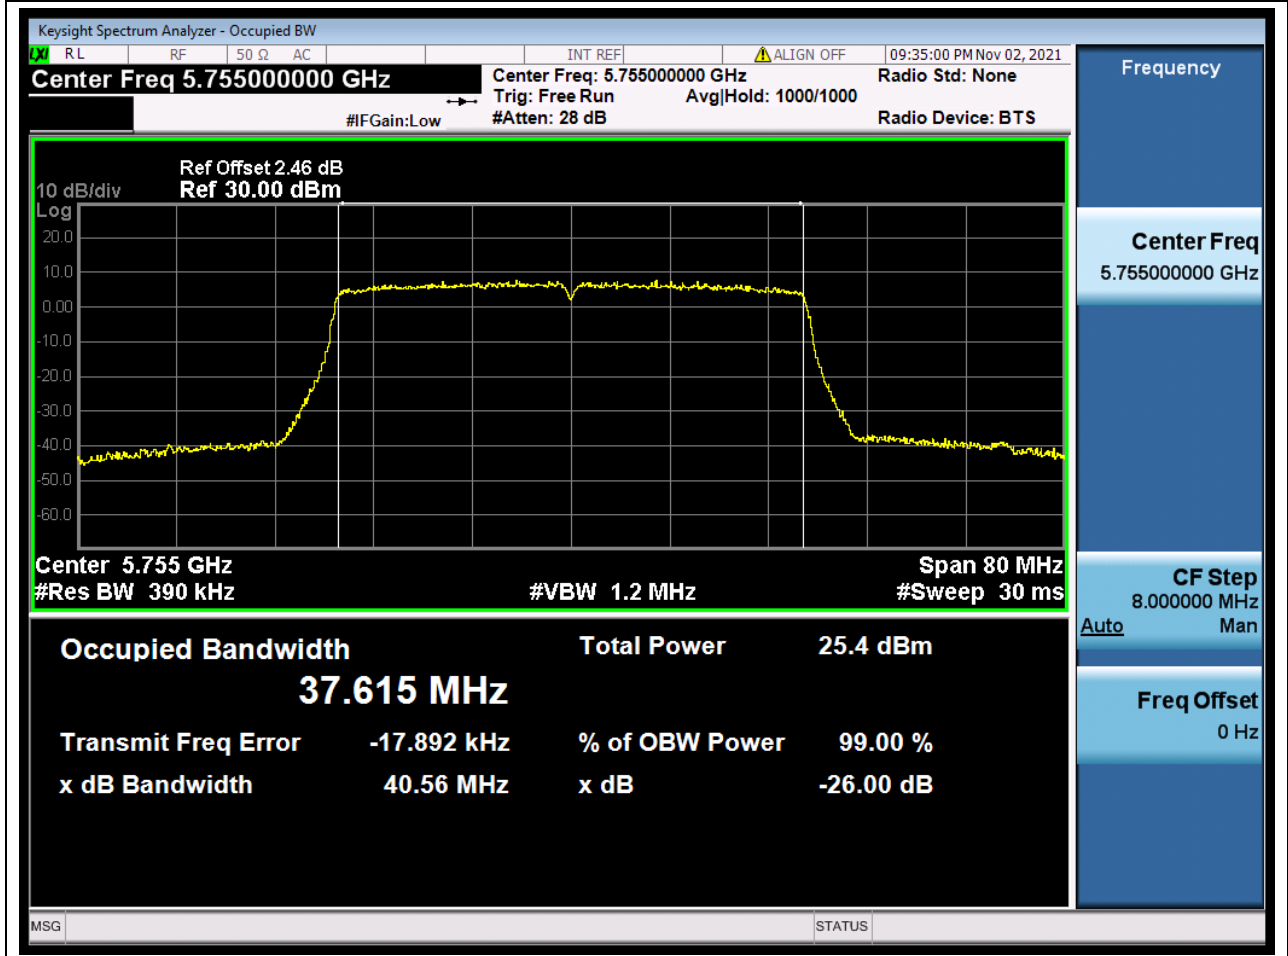 Keysight Spectrum Analyzer - Occupied BW
LXI RL RF 50 Ω AC INT REF ALIGN OFF 09:35:00 PM Nov 02, 2021
Center Freq 5.755000000 GHz
Center Freq: 5.755000000 GHz
Radio Std: None
Trig: Free Run Avg|Hold: 1000/1000
#IFGain:Low
#Atten: 28 dB
Radio Device: BTS
Ref Offset 2.46 dB
10 dB/div Ref 30.00 dBm
Log
20.0
10.0
0.00
-10.0
-20.0
-30.0
-40.0
-50.0
-60.0
Center 5.755 GHz Span 80 MHz
#Res BW 390 kHz #VBW 1.2 MHz #Sweep 30 ms
Occupied Bandwidth Total Power 25.4 dBm
37.615 MHz
Transmit Freq Error -17.892 kHz % of OBW Power 99.00 %
x dB Bandwidth 40.56 MHz x dB -26.00 dB
Frequency
Center Freq
5.755000000 GHz
CF Step
8.000000 MHz
Auto Man
Freq Offset
0 Hz
MSG STATUS